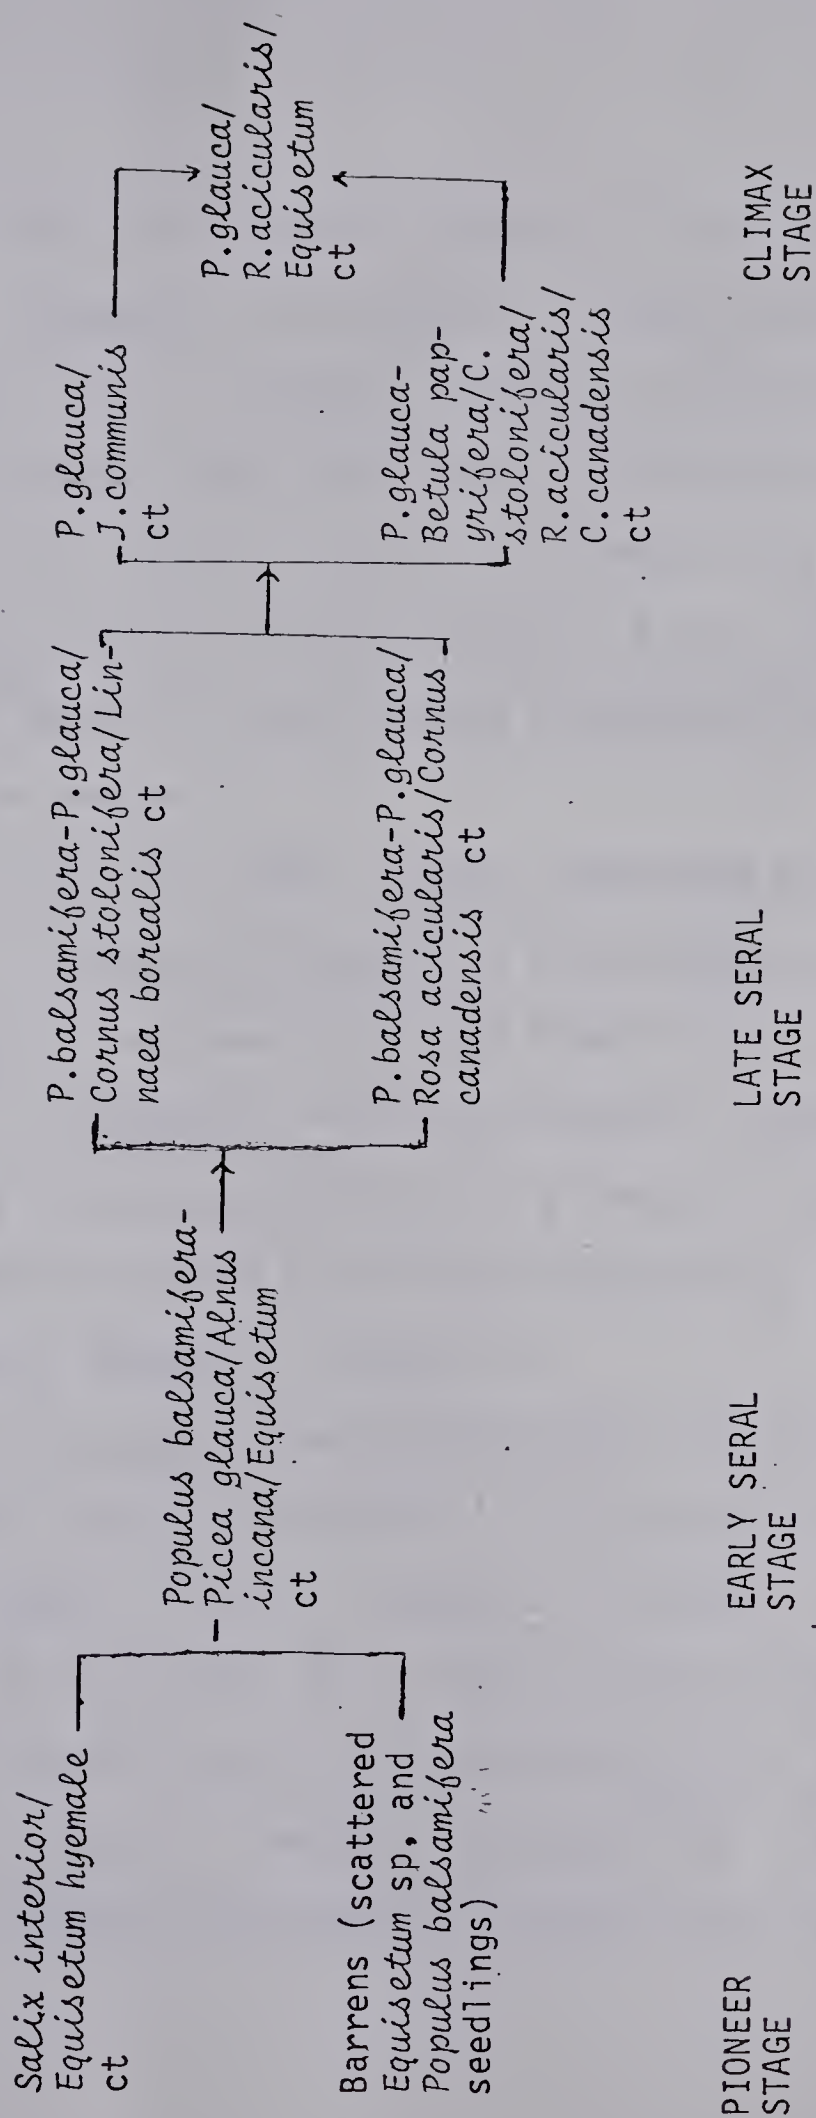 Salix interior/
Equisetum hyemale
ct
Barrens (scattered
Equisetum sp, and
Populus balsamifera
seedlings)
Populus balsamifera-
Picea glauca/Alnus
incana/Equisetum
ct
P.balsamifera-P.glauca/
Cornus stolonifera/Lin-
naea borealis ct
P.balsamifera-P.glauca/
Rosa acicularis/Cornus
canadensis ct
P.glauca/
J.communis
ct
P.glauca-
Betula pap-
yrifera/C.
stolonifera/
R.acicularis/
C.canadensis
ct
P.glauca/
R.acicularis/
Equisetum
ct
PIONEER
STAGE
EARLY SERAL
STAGE
LATE SERAL
STAGE
CLIMAX
STAGE